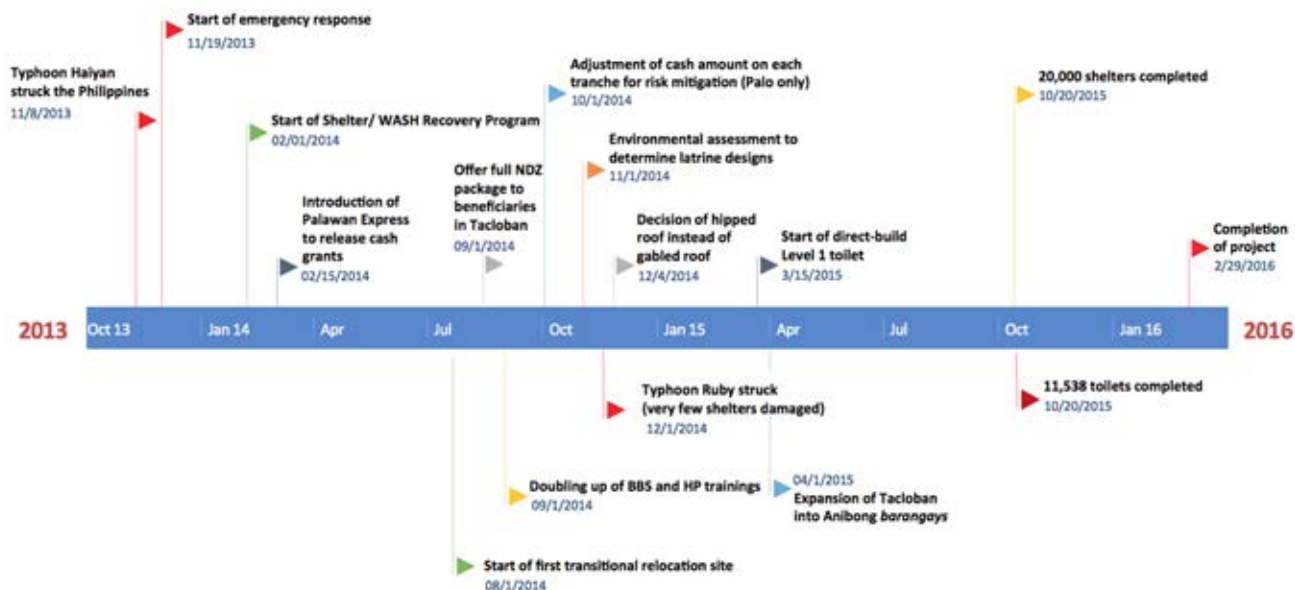 Start of emergency response
11/19/2013
Typhoon Haiyan
struck the Philippines
11/8/2013
Start of Shelter/ WASH Recovery Program
02/01/2014
Introduction of
Palawan Express
to release cash
grants
02/15/2014
Offer full NDZ
package to
beneficiaries
in Tacloban
09/1/2014
Adjustment of cash amount on each
tranche for risk mitigation (Palo only)
10/1/2014
Environmental assessment to
determine latrine designs
11/1/2014
Decision of hipped
roof instead of
gabled roof
12/4/2014
Start of direct-build
Level 1 toilet
3/15/2015
20,000 shelters completed
10/20/2015
Completion
of project
2/29/2016
2013
Oct 13
Jan 14
Apr
Jul
Oct
Jan 15
Apr
Jul
Oct
Jan 16
2016
Typhoon Ruby struck
(very few shelters damaged)
12/1/2014
11,538 toilets completed
10/20/2015
Doubling up of BBS and HP trainings
09/1/2014
04/1/2015
Expansion of Tacloban
into Anibong barangays
Start of first transitional relocation site
08/1/2014